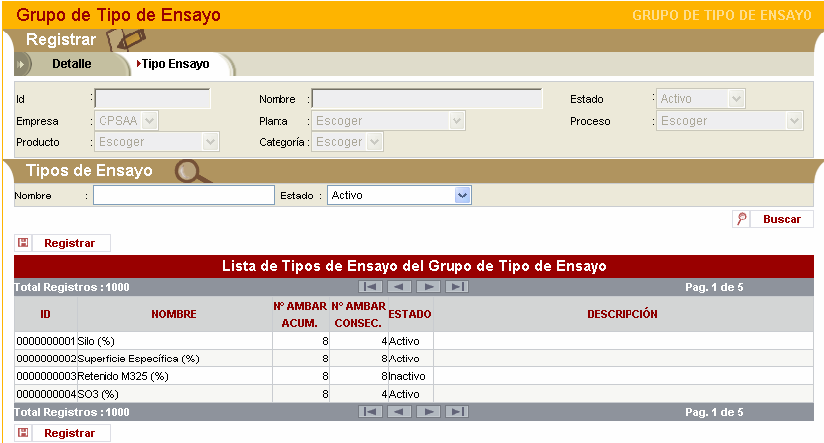 Grupo de Tipo de Ensayo GRUPO DE TIPO DE ENSAYO
Registrar
Detalle Tipo Ensayo
Id : Nombre : Estado : Activo
Empresa : CPSAA Planta : Escoger Proceso : Escoger
Producto : Escoger Categoría : Escoger
Tipos de Ensayo
Nombre : Estado : Activo
Buscar
Registrar
Lista de Tipos de Ensayo del Grupo de Tipo de Ensayo
Total Registros : 1000 Pag. 1 de 5
ID NOMBRE Nº AMBAR ACUM. Nº AMBAR CONSEC. ESTADO DESCRIPCIÓN
0000000001 Silo (%) 8 4 Activo
0000000002 Superficie Específica (%) 8 8 Activo
0000000003 Retenido M325 (%) 8 8 Inactivo
0000000004 SO3 (%) 8 4 Activo
Total Registros : 1000 Pag. 1 de 5
Registrar